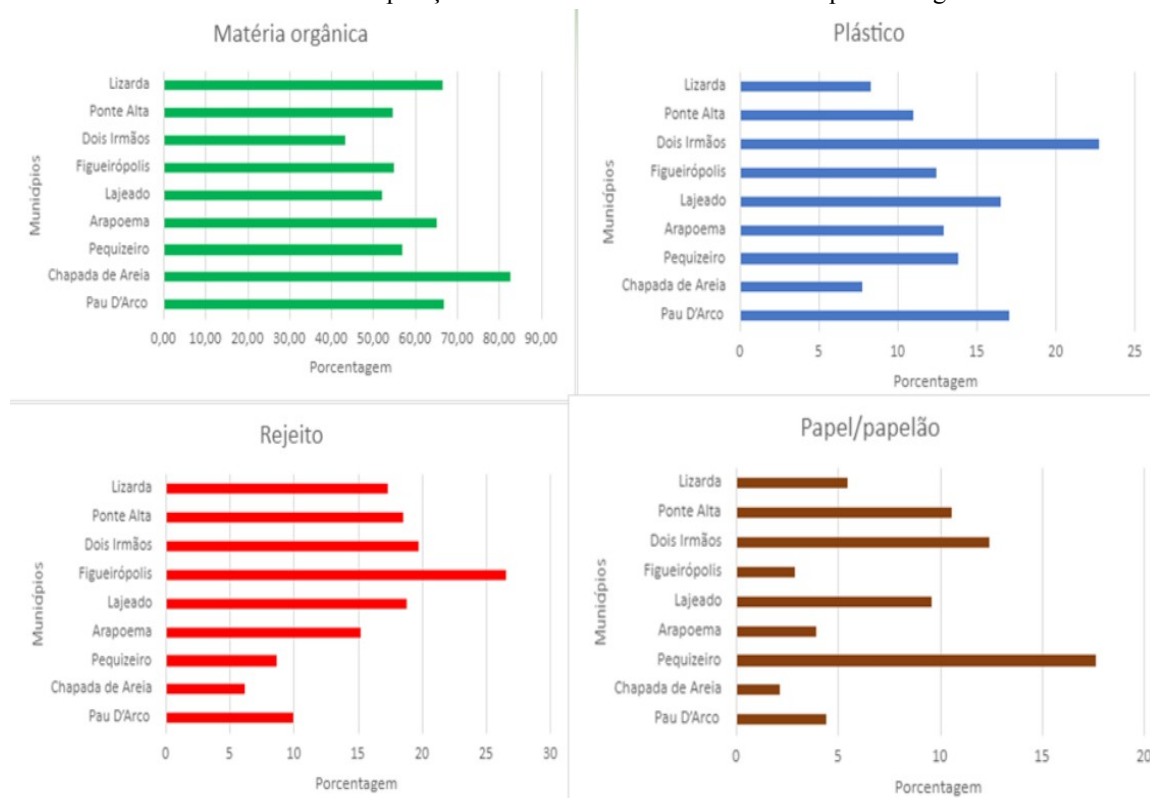 Matéria orgânica
Municípios
Lizarda
Ponte Alta
Dois Irmãos
Figueirópolis
Lajeado
Arapoema
Pequizeiro
Chapada de Areia
Pau D'Arco
0,00 10,00 20,00 30,00 40,00 50,00 60,00 70,00 80,00 90,00
Porcentagem
Plástico
Municípios
Lizarda
Ponte Alta
Dois Irmãos
Figueirópolis
Lajeado
Arapoema
Pequizeiro
Chapada de Areia
Pau D'Arco
0 5 10 15 20 25
Porcentagem
Rejeito
Municípios
Lizarda
Ponte Alta
Dois Irmãos
Figueirópolis
Lajeado
Arapoema
Pequizeiro
Chapada de Areia
Pau D'Arco
0 5 10 15 20 25 30
Porcentagem
Papel/papelão
Municípios
Lizarda
Ponte Alta
Dois Irmãos
Figueirópolis
Lajeado
Arapoema
Pequizeiro
Chapada de Areia
Pau D'Arco
0 5 10 15 20
Porcentagem